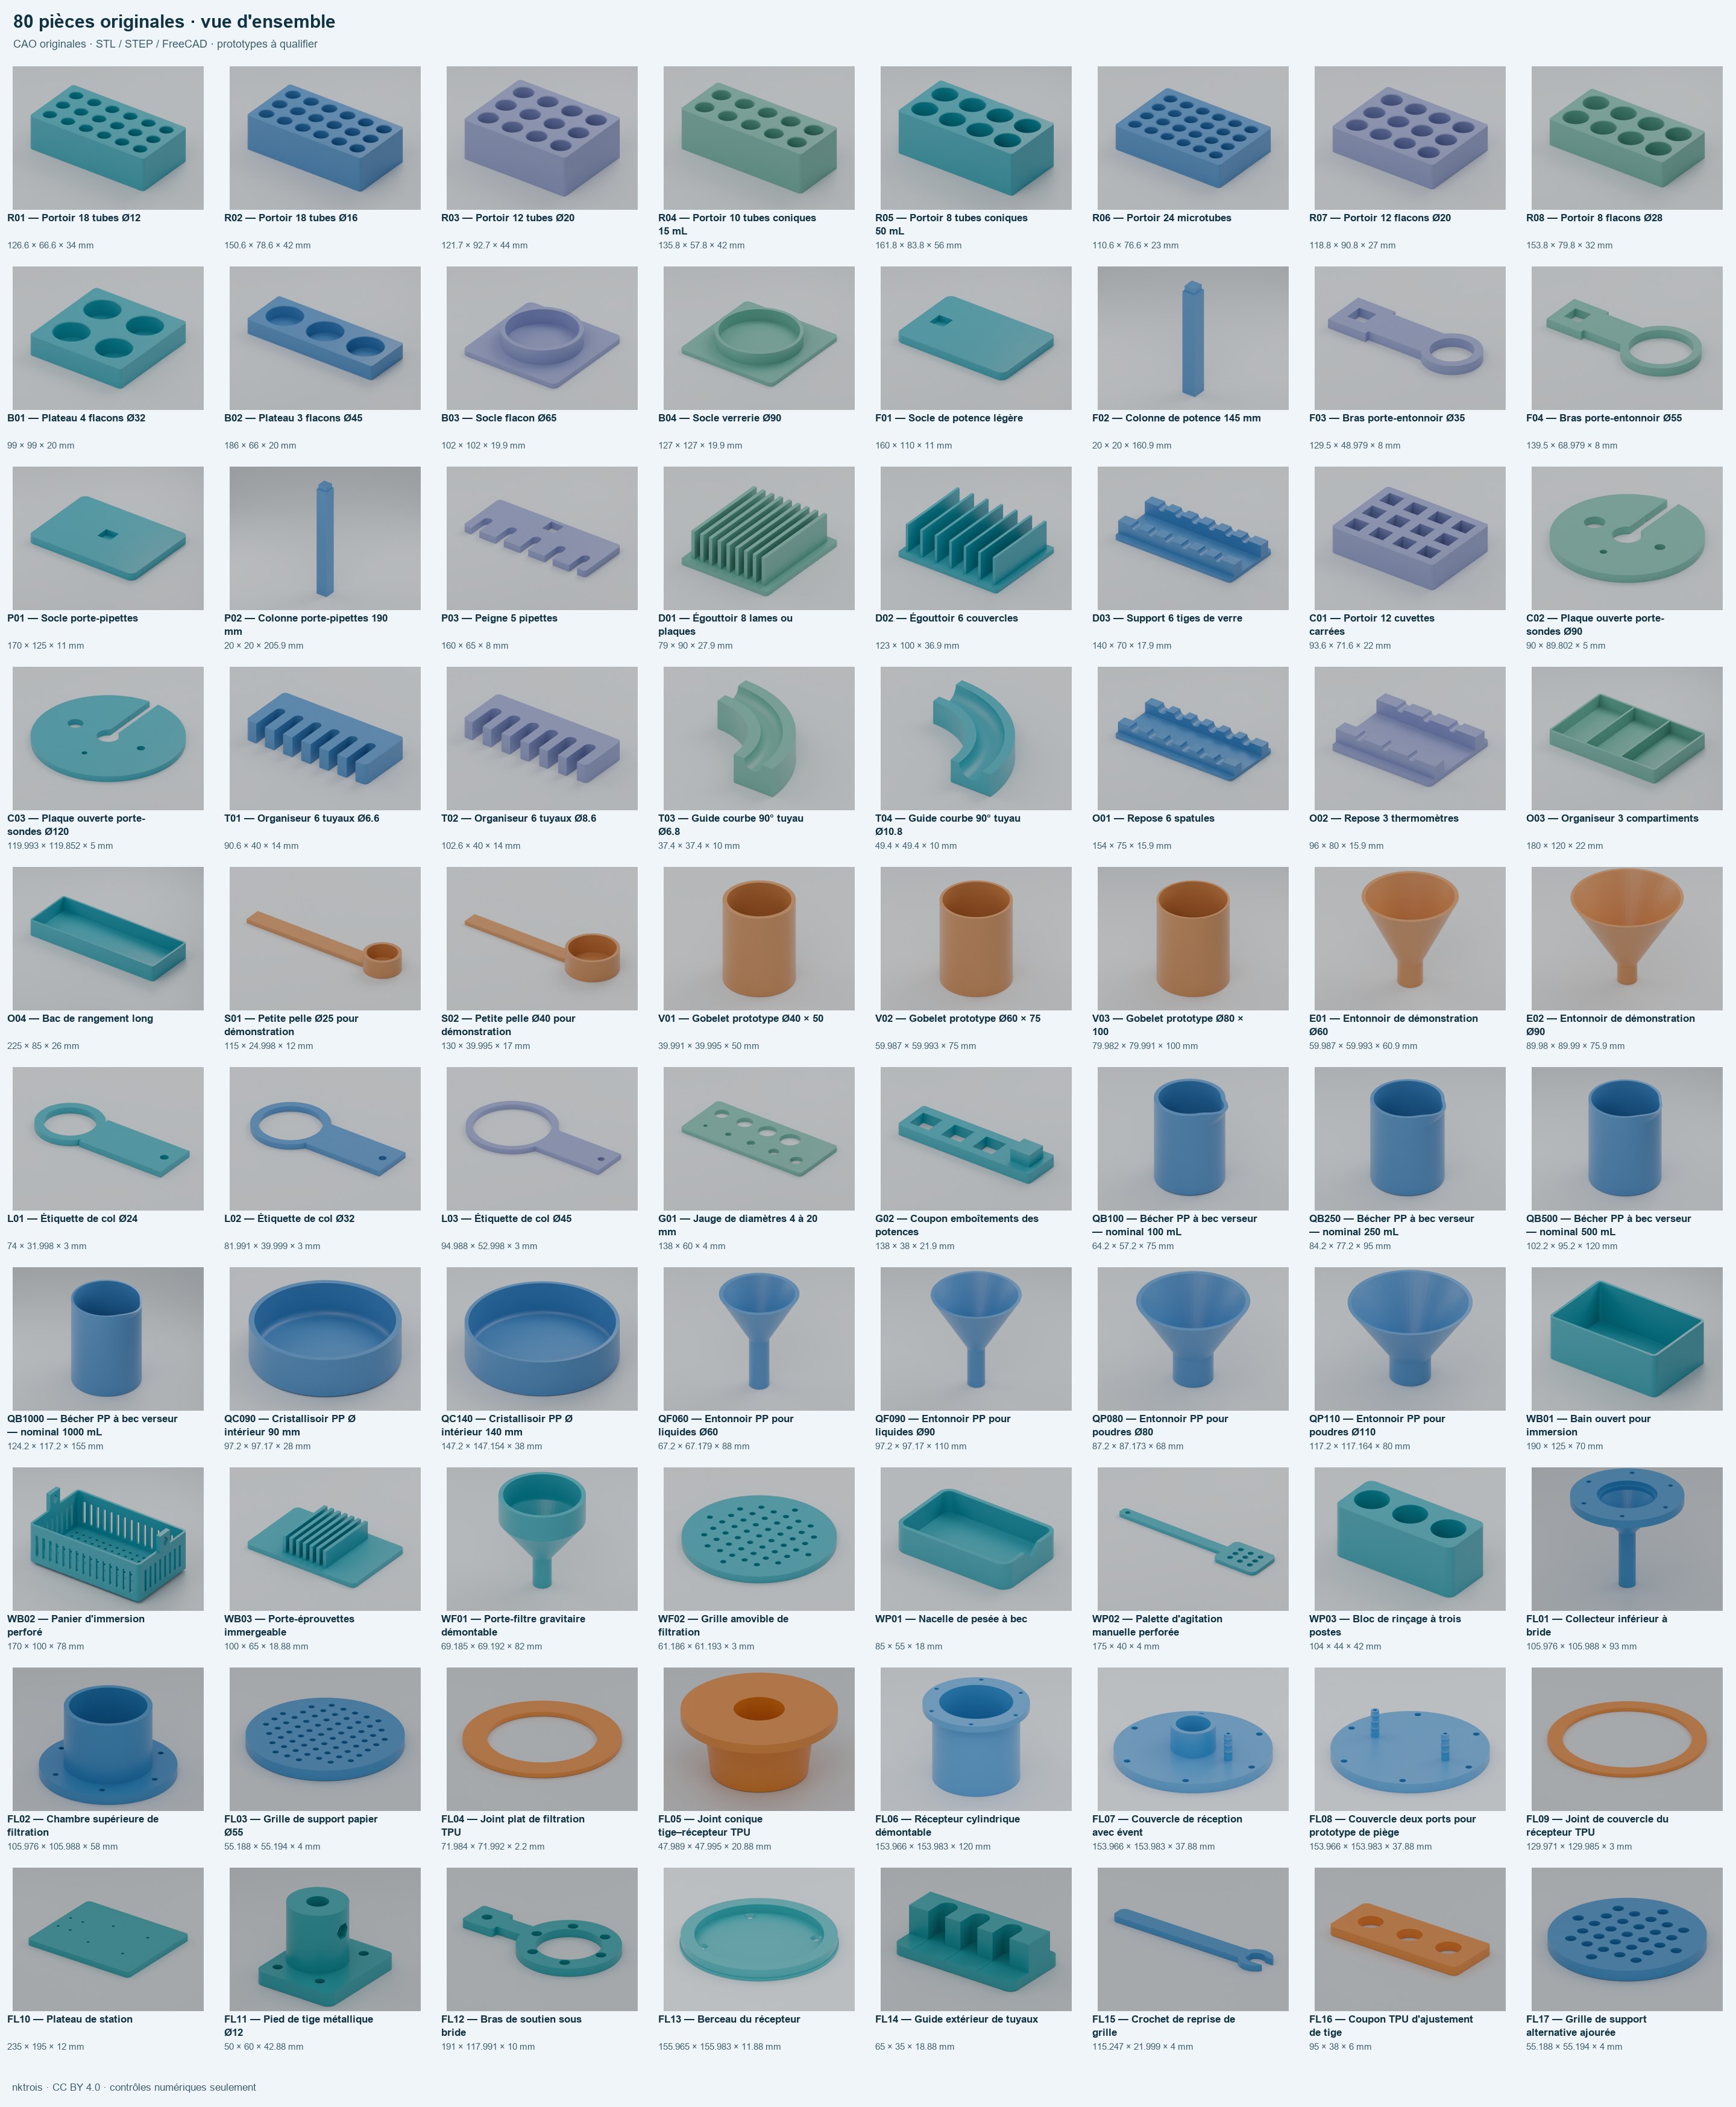 80 pièces originales · vue d'ensemble
CAO originales · STL / STEP / FreeCAD · prototypes à qualifier
R01 — Portoir 18 tubes Ø12
126.6 × 66.6 × 34 mm
R02 — Portoir 18 tubes Ø16
150.6 × 78.6 × 42 mm
R03 — Portoir 12 tubes Ø20
121.7 × 92.7 × 44 mm
R04 — Portoir 10 tubes coniques
15 mL
135.8 × 57.8 × 42 mm
R05 — Portoir 8 tubes coniques
50 mL
161.8 × 83.8 × 56 mm
R06 — Portoir 24 microtubes
110.6 × 76.6 × 23 mm
R07 — Portoir 12 flacons Ø20
118.8 × 90.8 × 27 mm
R08 — Portoir 8 flacons Ø28
153.8 × 79.8 × 32 mm
B01 — Plateau 4 flacons Ø32
99 × 99 × 20 mm
B02 — Plateau 3 flacons Ø45
186 × 66 × 20 mm
B03 — Socle flacon Ø65
102 × 102 × 19.9 mm
B04 — Socle verrerie Ø90
127 × 127 × 19.9 mm
F01 — Socle de potence légère
160 × 110 × 11 mm
F02 — Colonne de potence 145 mm
20 × 20 × 160.9 mm
F03 — Bras porte-entonnoir Ø35
129.5 × 48.979 × 8 mm
F04 — Bras porte-entonnoir Ø55
139.5 × 68.979 × 8 mm
P01 — Socle porte-pipettes
170 × 125 × 11 mm
P02 — Colonne porte-pipettes 190
mm
20 × 20 × 205.9 mm
P03 — Peigne 5 pipettes
160 × 65 × 8 mm
D01 — Égouttoir 8 lames ou
plaques
79 × 90 × 27.9 mm
D02 — Égouttoir 6 couvercles
123 × 100 × 36.9 mm
D03 — Support 6 tiges de verre
140 × 70 × 17.9 mm
C01 — Portoir 12 cuvettes
carrées
93.6 × 71.6 × 22 mm
C02 — Plaque ouverte porte-
sondes Ø90
90 × 89.802 × 5 mm
C03 — Plaque ouverte porte-
sondes Ø120
119.993 × 119.852 × 5 mm
T01 — Organiseur 6 tuyaux Ø6.6
90.6 × 40 × 14 mm
T02 — Organiseur 6 tuyaux Ø8.6
102.6 × 40 × 14 mm
T03 — Guide courbe 90° tuyau
Ø6.8
37.4 × 37.4 × 10 mm
T04 — Guide courbe 90° tuyau
Ø10.8
49.4 × 49.4 × 10 mm
O01 — Repose 6 spatules
154 × 75 × 15.9 mm
O02 — Repose 3 thermomètres
96 × 80 × 15.9 mm
O03 — Organiseur 3 compartiments
180 × 120 × 22 mm
O04 — Bac de rangement long
225 × 85 × 26 mm
S01 — Petite pelle Ø25 pour
démonstration
115 × 24.998 × 12 mm
S02 — Petite pelle Ø40 pour
démonstration
130 × 39.995 × 17 mm
V01 — Gobelet prototype Ø40 × 50
39.991 × 39.995 × 50 mm
V02 — Gobelet prototype Ø60 × 75
59.987 × 59.993 × 75 mm
V03 — Gobelet prototype Ø80 ×
100
79.982 × 79.991 × 100 mm
E01 — Entonnoir de démonstration
Ø60
59.987 × 59.993 × 60.9 mm
E02 — Entonnoir de démonstration
Ø90
89.98 × 89.99 × 75.9 mm
L01 — Étiquette de col Ø24
74 × 31.998 × 3 mm
L02 — Étiquette de col Ø32
81.991 × 39.999 × 3 mm
L03 — Étiquette de col Ø45
94.988 × 52.998 × 3 mm
G01 — Jauge de diamètres 4 à 20
mm
138 × 60 × 4 mm
G02 — Coupon emboîtements des
potences
138 × 38 × 21.9 mm
QB100 — Bécher PP à bec verseur
— nominal 100 mL
64.2 × 57.2 × 75 mm
QB250 — Bécher PP à bec verseur
— nominal 250 mL
84.2 × 77.2 × 95 mm
QB500 — Bécher PP à bec verseur
— nominal 500 mL
102.2 × 95.2 × 120 mm
QB1000 — Bécher PP à bec verseur
— nominal 1000 mL
124.2 × 117.2 × 155 mm
QC090 — Cristallisoir PP Ø
intérieur 90 mm
97.2 × 97.17 × 28 mm
QC140 — Cristallisoir PP Ø
intérieur 140 mm
147.2 × 147.154 × 38 mm
QF060 — Entonnoir PP pour
liquides Ø60
67.2 × 67.179 × 88 mm
QF090 — Entonnoir PP pour
liquides Ø90
97.2 × 97.17 × 110 mm
QP080 — Entonnoir PP pour
poudres Ø80
87.2 × 87.173 × 68 mm
QP110 — Entonnoir PP pour
poudres Ø110
117.2 × 117.164 × 80 mm
WB01 — Bain ouvert pour
immersion
190 × 125 × 70 mm
WB02 — Panier d'immersion
perforé
170 × 100 × 78 mm
WB03 — Porte-éprouvettes
immergeable
100 × 65 × 18.88 mm
WF01 — Porte-filtre gravitaire
démontable
69.185 × 69.192 × 82 mm
WF02 — Grille amovible de
filtration
61.186 × 61.193 × 3 mm
WP01 — Nacelle de pesée à bec
85 × 55 × 18 mm
WP02 — Palette d'agitation
manuelle perforée
175 × 40 × 4 mm
WP03 — Bloc de rinçage à trois
postes
104 × 44 × 42 mm
FL01 — Collecteur inférieur à
bride
105.976 × 105.988 × 93 mm
FL02 — Chambre supérieure de
filtration
105.976 × 105.988 × 58 mm
FL03 — Grille de support papier
Ø55
55.188 × 55.194 × 4 mm
FL04 — Joint plat de filtration
TPU
71.984 × 71.992 × 2.2 mm
FL05 — Joint conique
tige–récepteur TPU
47.989 × 47.995 × 20.88 mm
FL06 — Récepteur cylindrique
démontable
153.966 × 153.983 × 120 mm
FL07 — Couvercle de réception
avec évent
153.966 × 153.983 × 37.88 mm
FL08 — Couvercle deux ports pour
prototype de piège
153.966 × 153.983 × 37.88 mm
FL09 — Joint de couvercle du
récepteur TPU
129.971 × 129.985 × 3 mm
FL10 — Plateau de station
235 × 195 × 12 mm
FL11 — Pied de tige métallique
Ø12
50 × 60 × 42.88 mm
FL12 — Bras de soutien sous
bride
191 × 117.991 × 10 mm
FL13 — Berceau du récepteur
155.965 × 155.983 × 11.88 mm
FL14 — Guide extérieur de tuyaux
65 × 35 × 18.88 mm
FL15 — Crochet de reprise de
grille
115.247 × 21.999 × 4 mm
FL16 — Coupon TPU d'ajustement
de tige
95 × 38 × 6 mm
FL17 — Grille de support
alternative ajourée
55.188 × 55.194 × 4 mm
nktrois · CC BY 4.0 · contrôles numériques seulement